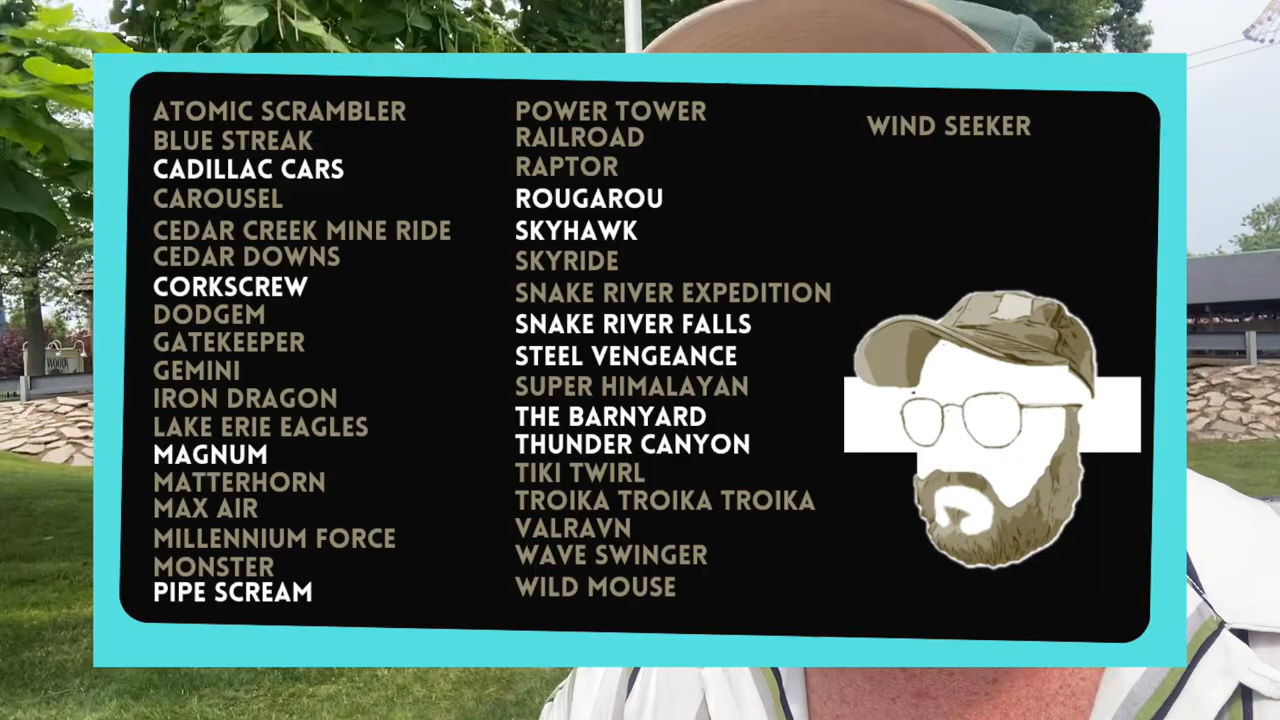 ATOMIC SCRAMBLER
BLUE STREAK
CADILLAC CARS
CAROUSEL
CEDAR CREEK MINE RIDE
CEDAR DOWNS
CORKSCREW
DODGEM
GATEKEEPER
GEMINI
IRON DRAGON
LAKE ERIE EAGLES
MAGNUM
MATTERHORN
MAX AIR
MILLENNIUM FORCE
MONSTER
PIPE SCREAM
POWER TOWER
RAILROAD
RAPTOR
ROUGAROU
SKYHAWK
SKYRIDE
SNAKE RIVER EXPEDITION
SNAKE RIVER FALLS
STEEL VENGEANCE
SUPER HIMALAYAN
THE BARNYARD
THUNDER CANYON
TIKI TWIRL
TROIKA TROIKA TROIKA
VALRAVN
WAVE SWINGER
WILD MOUSE
WIND SEEKER